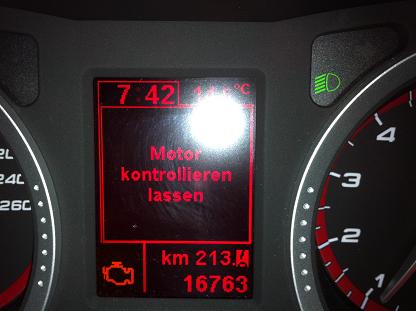 7:42
°C
Motor
kontrollieren
lassen
km 213.
16763
240
260
4
3
2
1